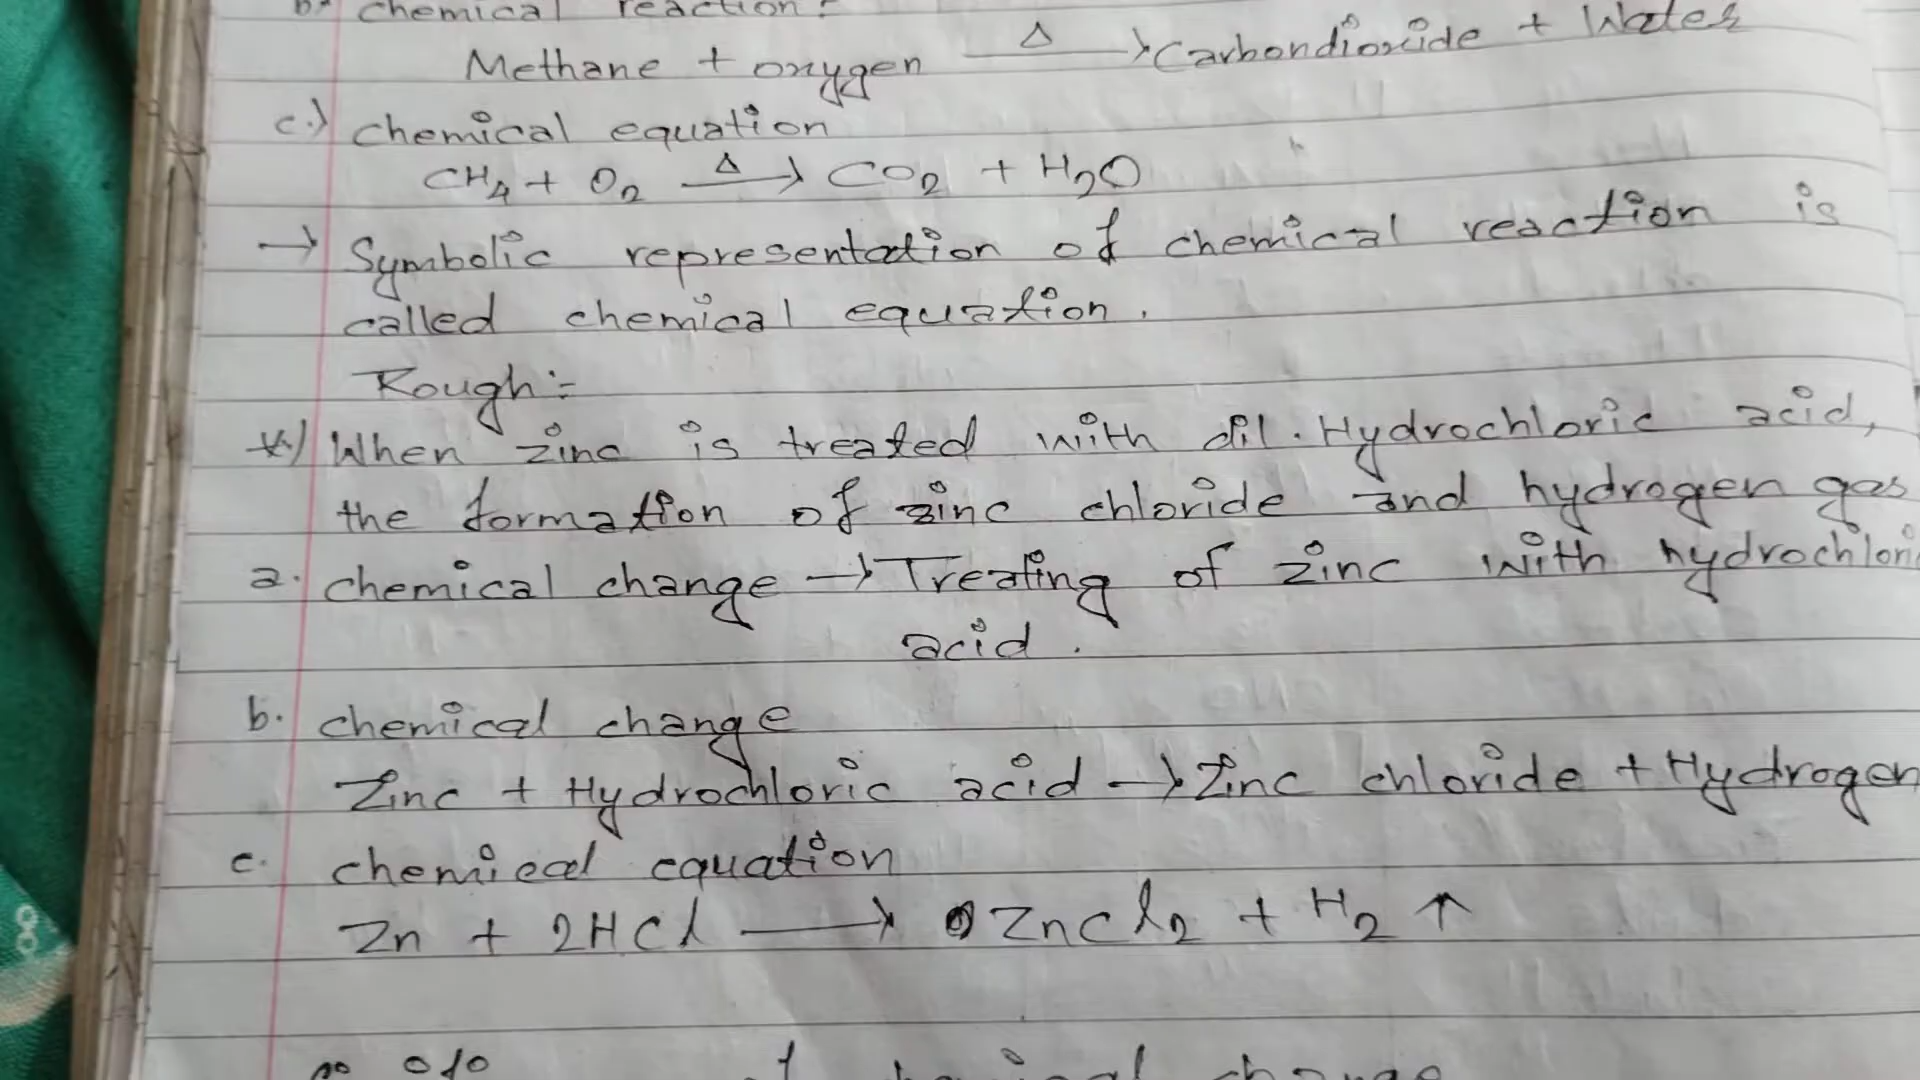 b. chemical reaction:
Methane + oxygen Δ→ Carbondioxide + Water
c.) chemical equation
CH4 + O2 Δ→ CO2 + H2O
→ Symbolic representation of chemical reaction is
called chemical equation.
Rough:-
*) When zinc is treated with dil. Hydrochloric acid,
the formation of zinc chloride and hydrogen gas
a. chemical change → Treating of zinc with hydrochlori
acid.
b. chemical change
Zinc + Hydrochloric acid → Zinc chloride + Hydrogen
c. chemical equation
Zn + 2HCl ⟶ ZnCl2 + H2 ↑
change